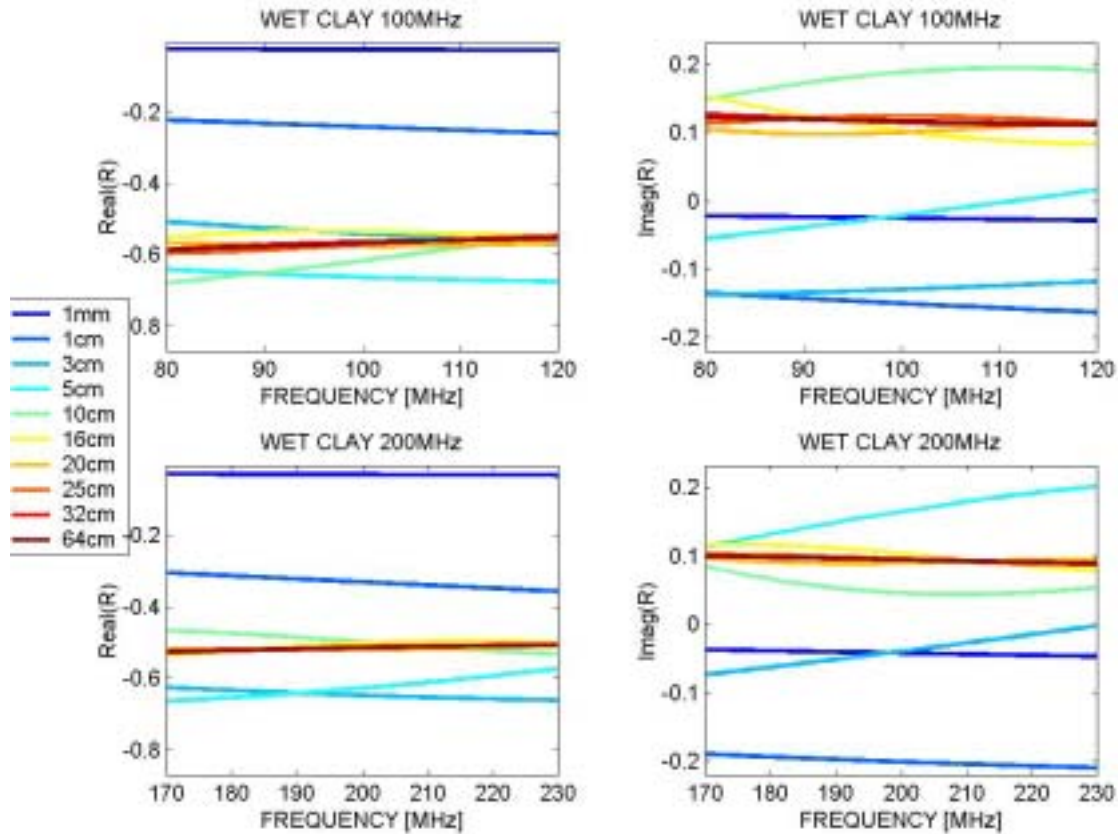 WET CLAY 100MHz
-0.2
-0.4
-0.6
-0.8
Real(R)
80 90 100 110 120
FREQUENCY [MHz]
WET CLAY 100MHz
0.2
0.1
0
-0.1
-0.2
Imag(R)
80 90 100 110 120
FREQUENCY [MHz]
1mm
1cm
3cm
5cm
10cm
16cm
20cm
25cm
32cm
64cm
WET CLAY 200MHz
-0.2
-0.4
-0.6
-0.8
Real(R)
170 180 190 200 210 220 230
FREQUENCY [MHz]
WET CLAY 200MHz
0.2
0.1
0
-0.1
-0.2
Imag(R)
170 180 190 200 210 220 230
FREQUENCY [MHz]